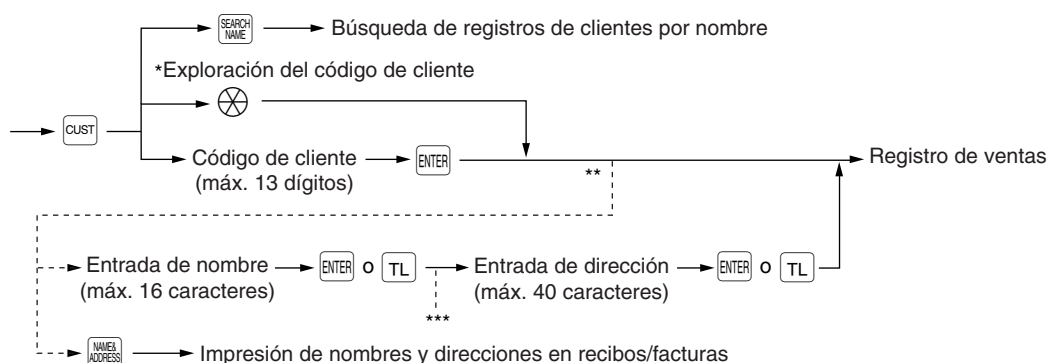 SEARCH
NAME
Búsqueda de registros de clientes por nombre
*Exploración del código de cliente
CUST
Código de cliente
(máx. 13 dígitos)
ENTER
**
Registro de ventas
Entrada de nombre
(máx. 16 caracteres)
ENTER o TL
***
Entrada de dirección
(máx. 40 caracteres)
ENTER o TL
NAME&
ADDRESS
Impresión de nombres y direcciones en recibos/facturas